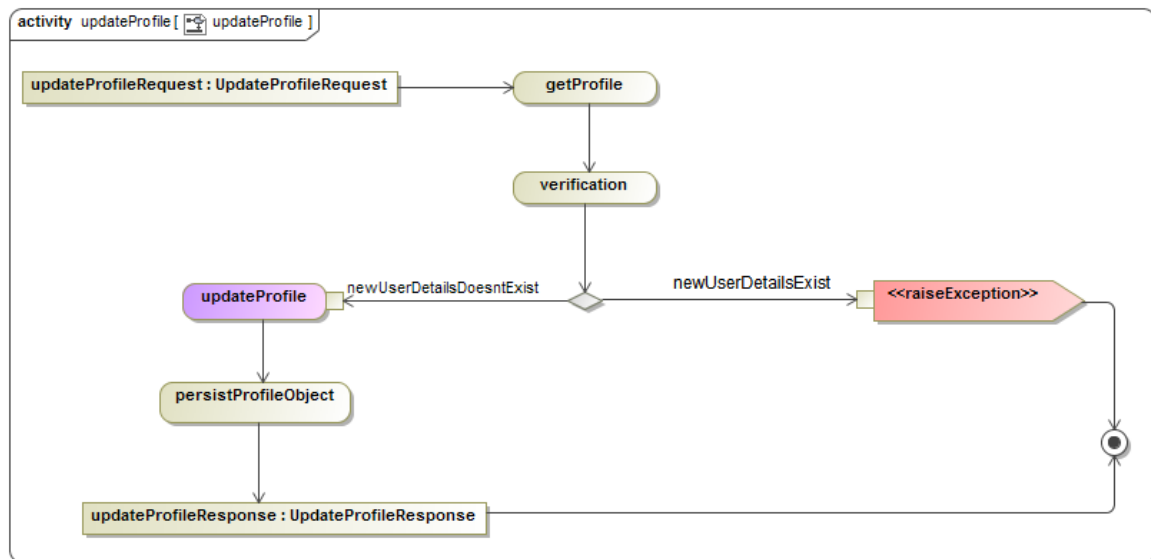 activity updateProfile [ updateProfile ]
updateProfileRequest : UpdateProfileRequest
getProfile
verification
newUserDetailsDoesntExist
newUserDetailsExist
updateProfile
<<raiseException>>
persistProfileObject
updateProfileResponse : UpdateProfileResponse